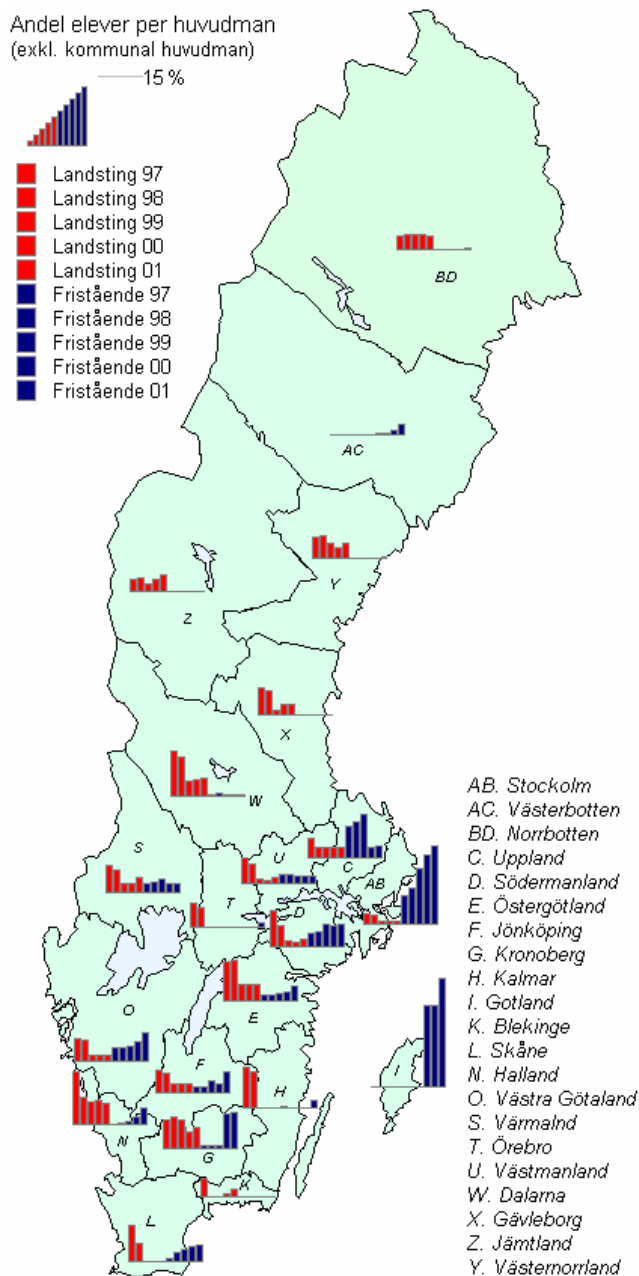 Andel elever per huvudman
(exkl. kommunal huvudman)
15 %
Landsting 97
Landsting 98
Landsting 99
Landsting 00
Landsting 01
Fristående 97
Fristående 98
Fristående 99
Fristående 00
Fristående 01
BD
AC
Y
Z
X
W
S
U
C
AB
T
D
E
O
F
H
I
N
G
K
L
AB. Stockolm
AC. Västerbotten
BD. Norrbotten
C. Uppland
D. Södermanland
E. Östergötland
F. Jönköping
G. Kronoberg
H. Kalmar
I. Gotland
K. Blekinge
L. Skåne
N. Halland
O. Västra Götaland
S. Värmalnd
T. Örebro
U. Västmanland
W. Dalarna
X. Gävleborg
Z. Jämtland
Y. Västernorrland